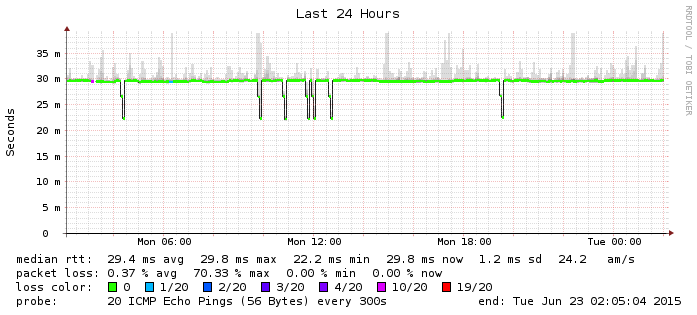 Last 24 Hours
RRDTOOL / TOBI OETIKER
Seconds
35 m
30 m
25 m
20 m
15 m
10 m
5 m
0
Mon 06:00 Mon 12:00 Mon 18:00 Tue 00:00
median rtt: 29.4 ms avg 29.8 ms max 22.2 ms min 29.8 ms now 1.2 ms sd 24.2 am/s
packet loss: 0.37 % avg 70.33 % max 0.00 % min 0.00 % now
loss color: 0 1/20 2/20 3/20 4/20 10/20 19/20
probe: 20 ICMP Echo Pings (56 Bytes) every 300s end: Tue Jun 23 02:05:04 2015